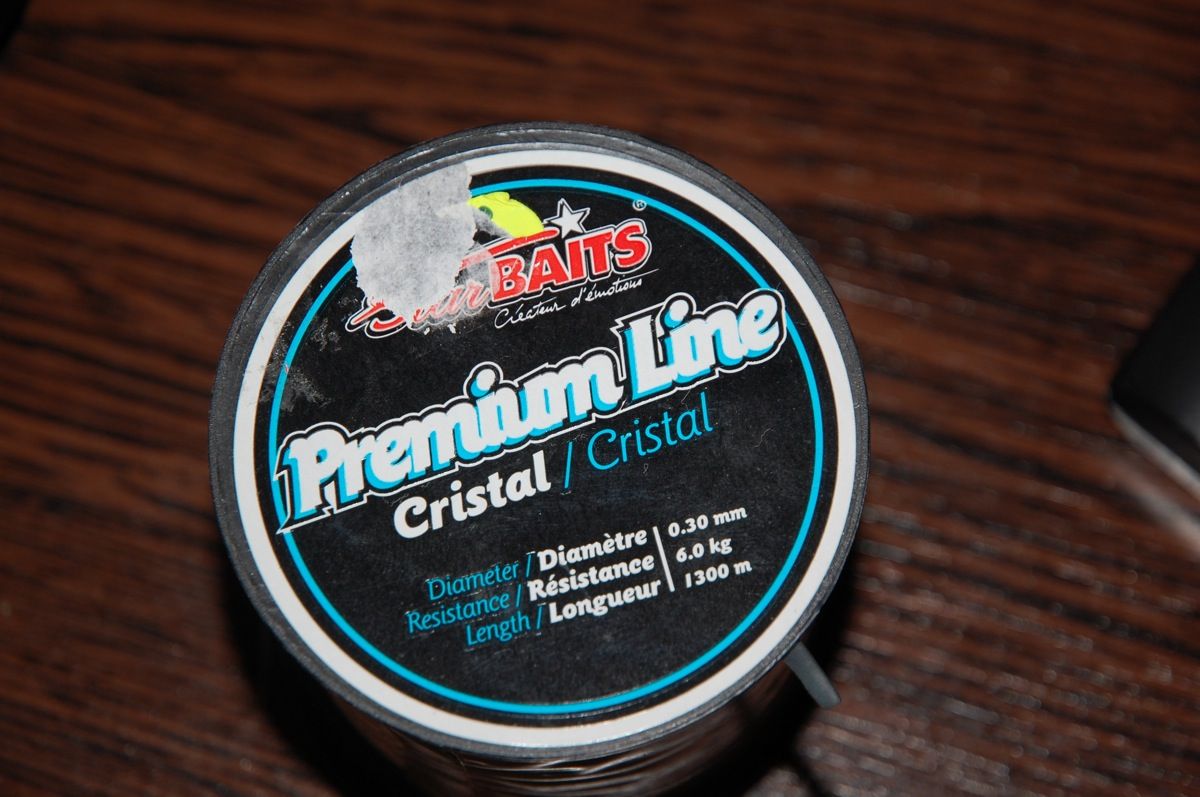 StarBAITS®
Créateur d'émotions
Premium Line
Cristal / Cristal
Diameter / Diamètre 0.30 mm
Resistance / Résistance 6.0 kg
Length / Longueur 1300 m